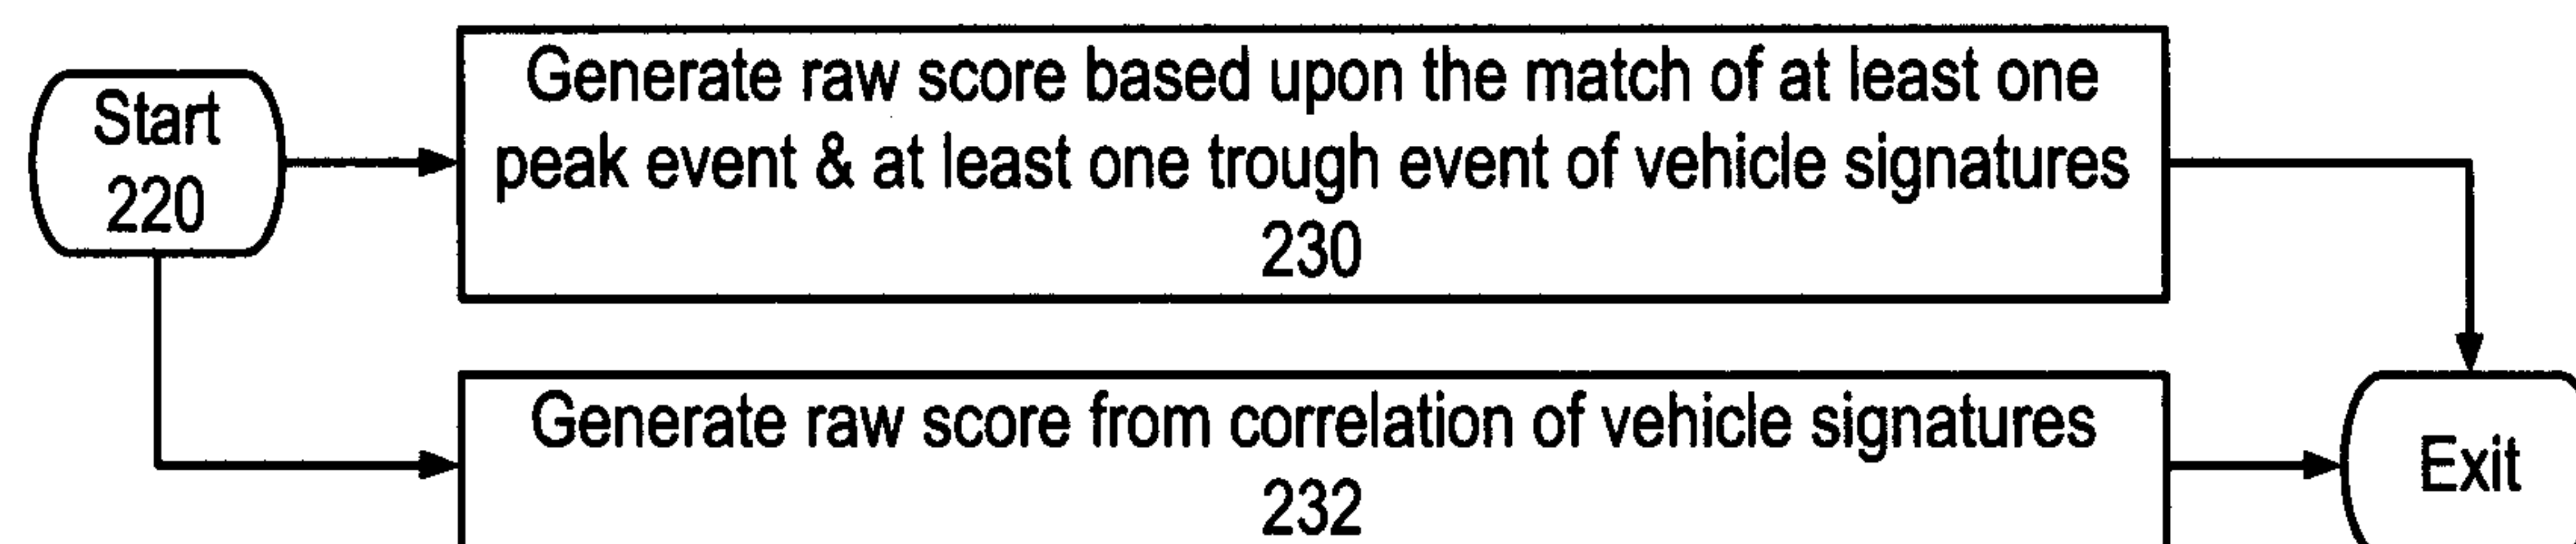 Start
220
Generate raw score based upon the match of at least one
peak event & at least one trough event of vehicle signatures
230
Generate raw score from correlation of vehicle signatures
232
Exit